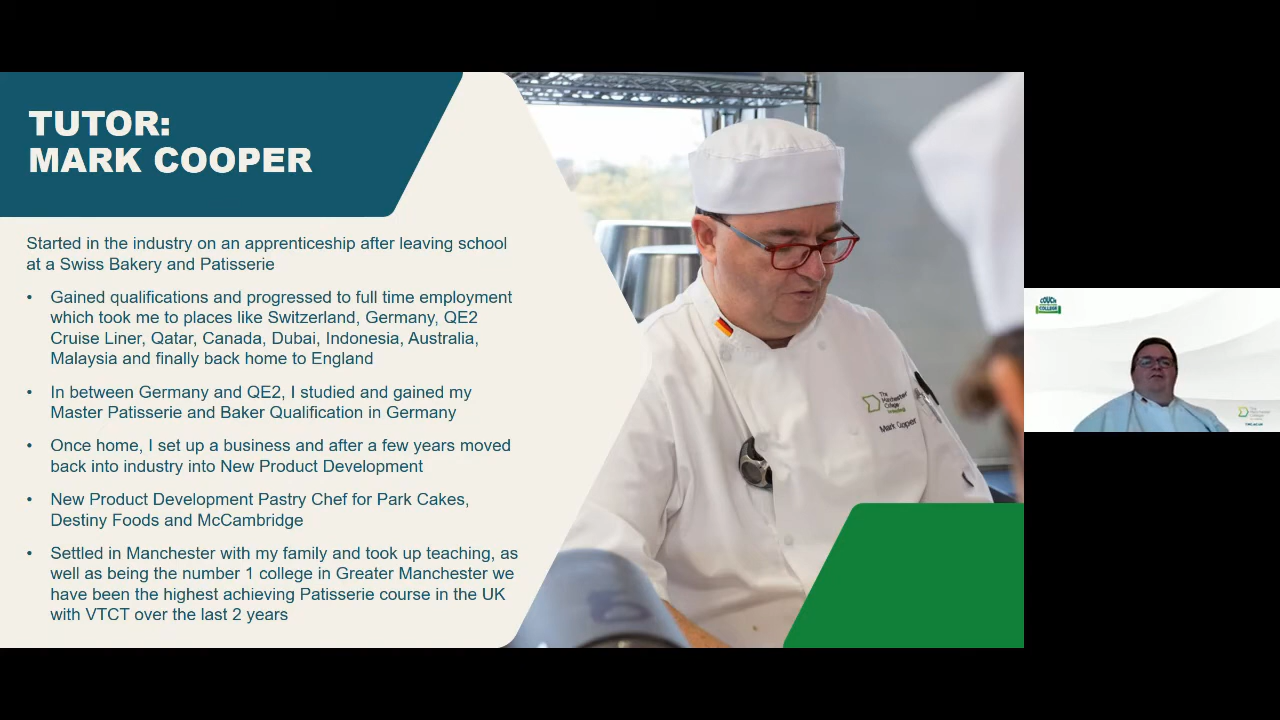 TUTOR:
MARK COOPER
Started in the industry on an apprenticeship after leaving school
at a Swiss Bakery and Patisserie
• Gained qualifications and progressed to full time employment
which took me to places like Switzerland, Germany, QE2
Cruise Liner, Qatar, Canada, Dubai, Indonesia, Australia,
Malaysia and finally back home to England
• In between Germany and QE2, I studied and gained my
Master Patisserie and Baker Qualification in Germany
• Once home, I set up a business and after a few years moved
back into industry into New Product Development
• New Product Development Pastry Chef for Park Cakes,
Destiny Foods and McCambridge
• Settled in Manchester with my family and took up teaching, as
well as being the number 1 college in Greater Manchester we
have been the highest achieving Patisserie course in the UK
with VTCT over the last 2 years
The
Manchester
College
Mark Cooper
COUCH
COLLEGE
The
Manchester
College